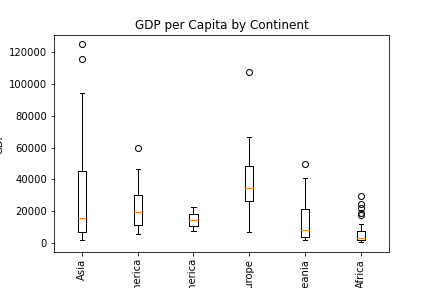 GDP per Capita by Continent
120000
100000
80000
60000
40000
20000
0
Asia
merica
merica
urope
eania
Africa